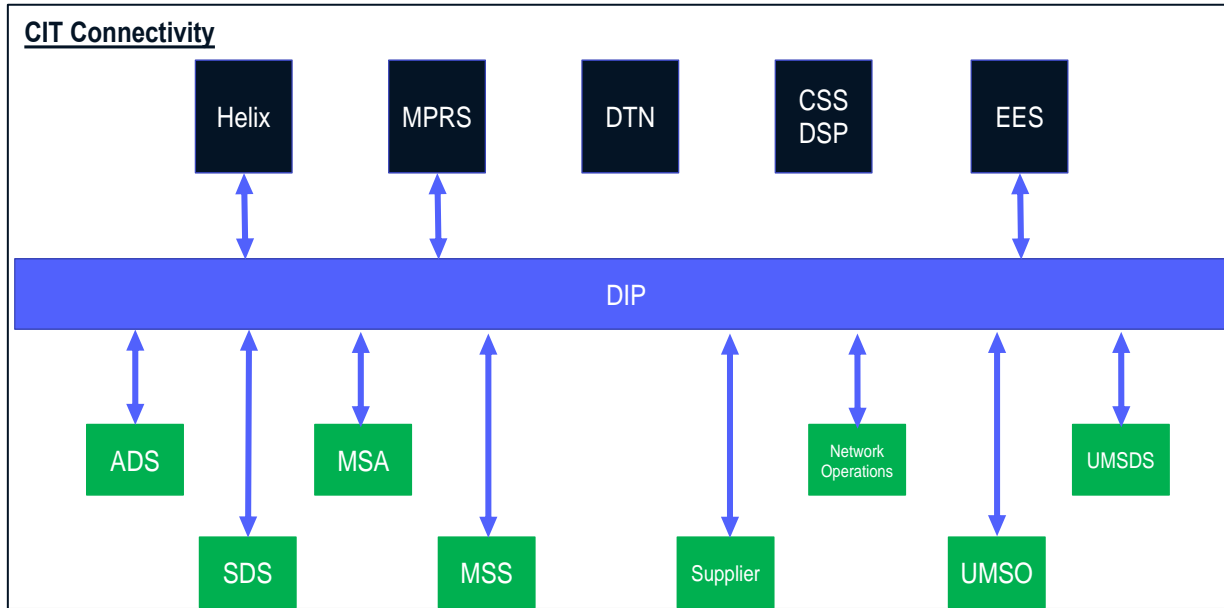 CIT Connectivity
Helix
MPRS
DTN
CSS
DSP
EES
DIP
ADS
MSA
Network
Operations
UMSDS
SDS
MSS
Supplier
UMSO